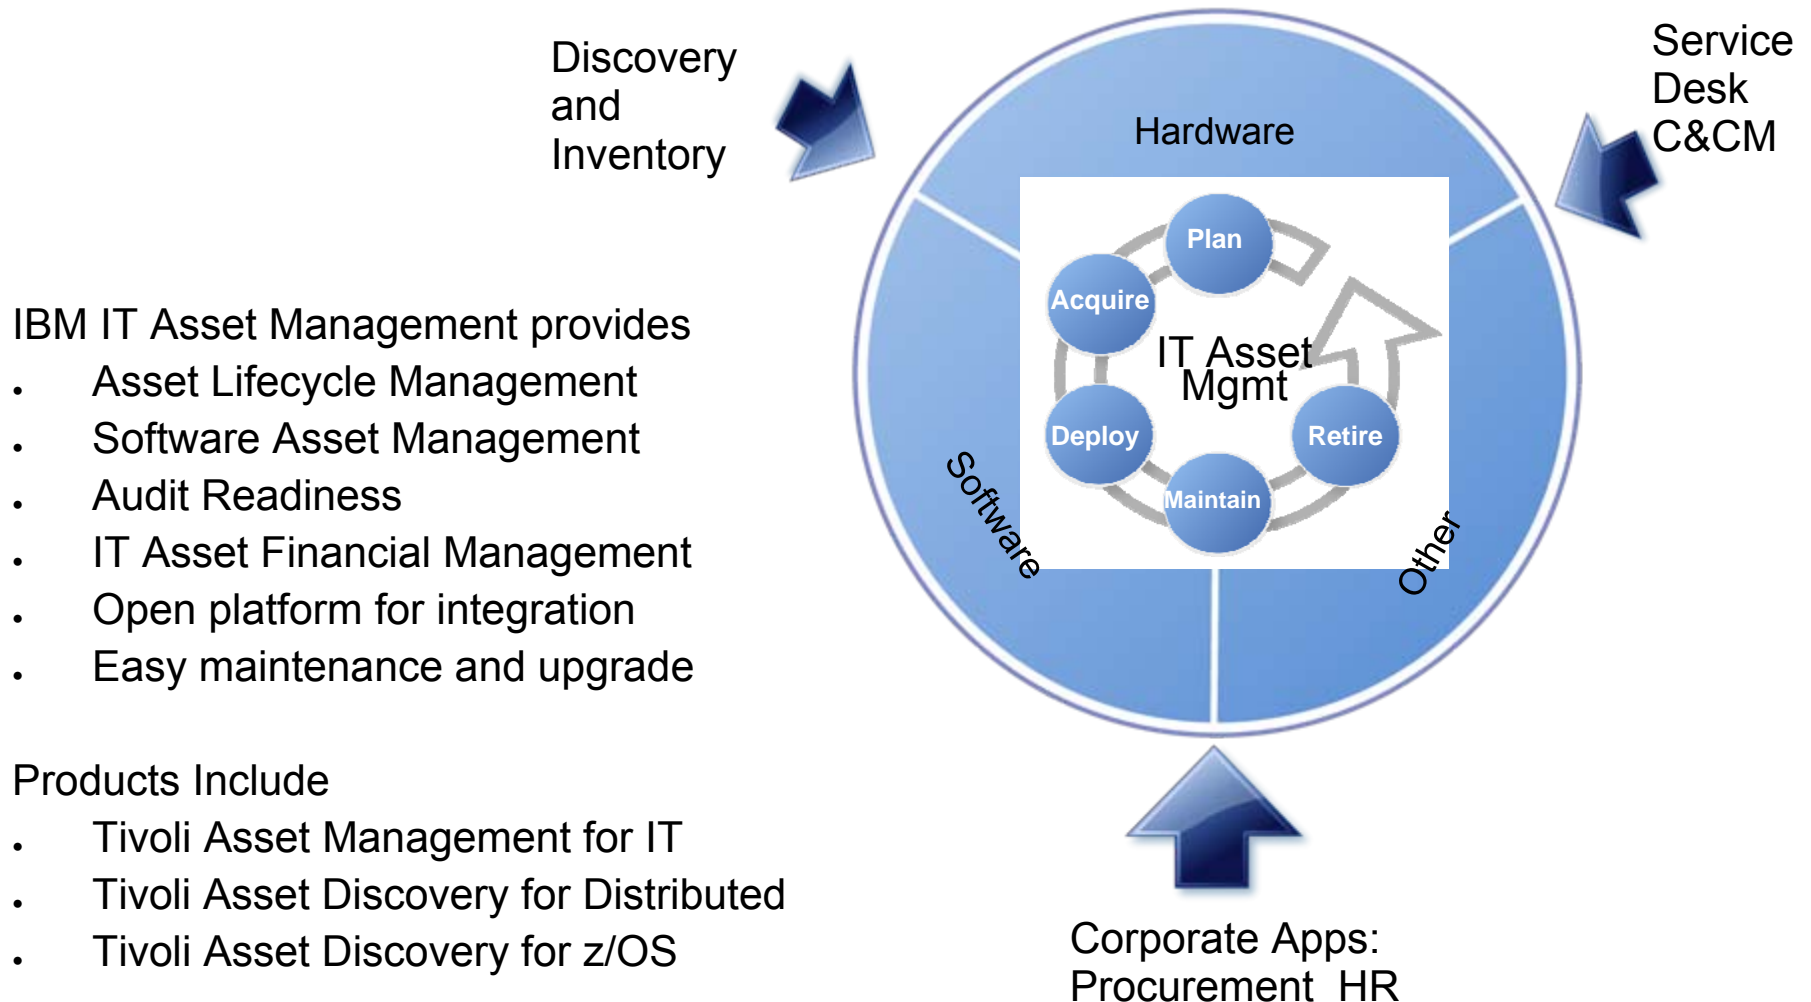 Discovery
and
Inventory
Service
Desk
C&CM
Hardware
Plan
Acquire
IT Asset
Mgmt
Deploy
Retire
Maintain
Software
Other
IBM IT Asset Management provides
• Asset Lifecycle Management
• Software Asset Management
• Audit Readiness
• IT Asset Financial Management
• Open platform for integration
• Easy maintenance and upgrade
Products Include
• Tivoli Asset Management for IT
• Tivoli Asset Discovery for Distributed
• Tivoli Asset Discovery for z/OS
Corporate Apps:
Procurement HR